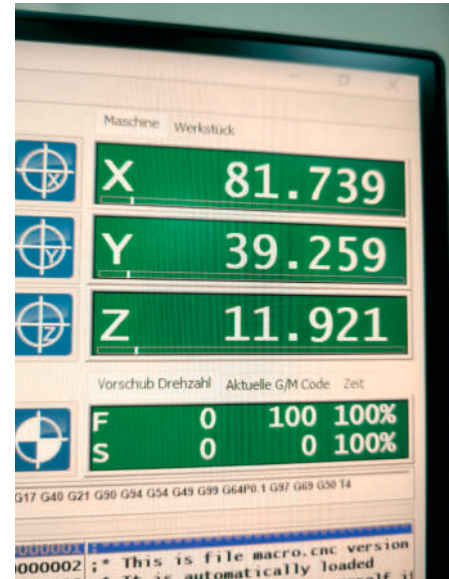 Maschine Werkstück
X 81.739
Y 39.259
Z 11.921
Vorschub Drehzahl Aktuelle G/M Code Zeit
F 0 100 100%
S 0 0 100%
G17 G40 G21 G90 G94 G54 G49 G99 G64P0.1 G97 G69 G50 T4
0000001 ;
0000002 ;* This is file macro.cnc version
;* It is automatically loaded